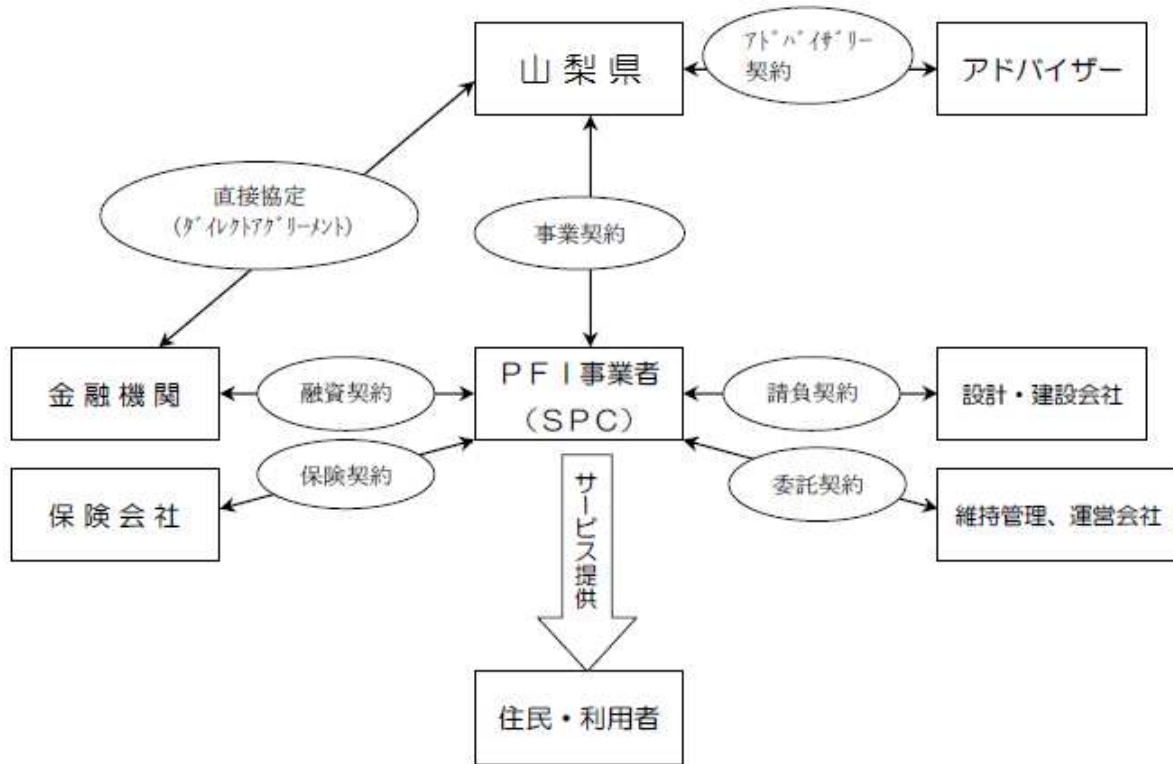 山梨県
ｱﾄﾞﾊﾞｲｻﾞﾘｰ
契約
アドバイザー
直接協定
(ﾀﾞｲﾚｸﾄｱｸﾞﾘｰﾒﾝﾄ)
事業契約
金融機関
融資契約
ＰＦＩ事業者
（ＳＰＣ）
請負契約
設計・建設会社
保険会社
保険契約
委託契約
維持管理、運営会社
サービス提供
住民・利用者